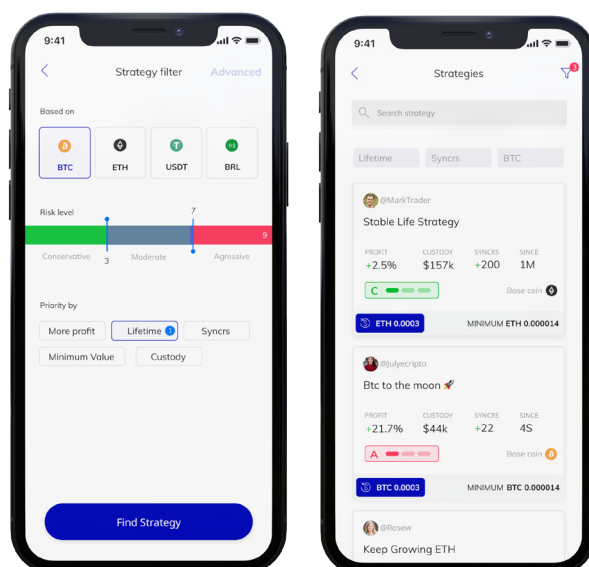 9:41
Strategy filter
Advanced
Based on
BTC
ETH
USDT
R$
BRL
Risk level
7
9
Conservative
3
Moderate
Agressive
Priority by
More profit
Lifetime 1
Syncrs
Minimum Value
Custody
Find Strategy
9:41
Strategies
3
Search strategy
Lifetime
Syncrs
BTC
@MarkTrader
Stable Life Strategy
PROFIT CUSTODY SYNCRS SINCE
+2.5% $157k +200 1M
C
Base coin
ETH 0.0003
MINIMUM ETH 0.000014
@Julyecripto
Btc to the moon 🚀
PROFIT CUSTODY SYNCRS SINCE
+21.7% $44k +22 4S
A
Base coin
BTC 0.0003
MINIMUM BTC 0.000014
@Rosew
Keep Growing ETH